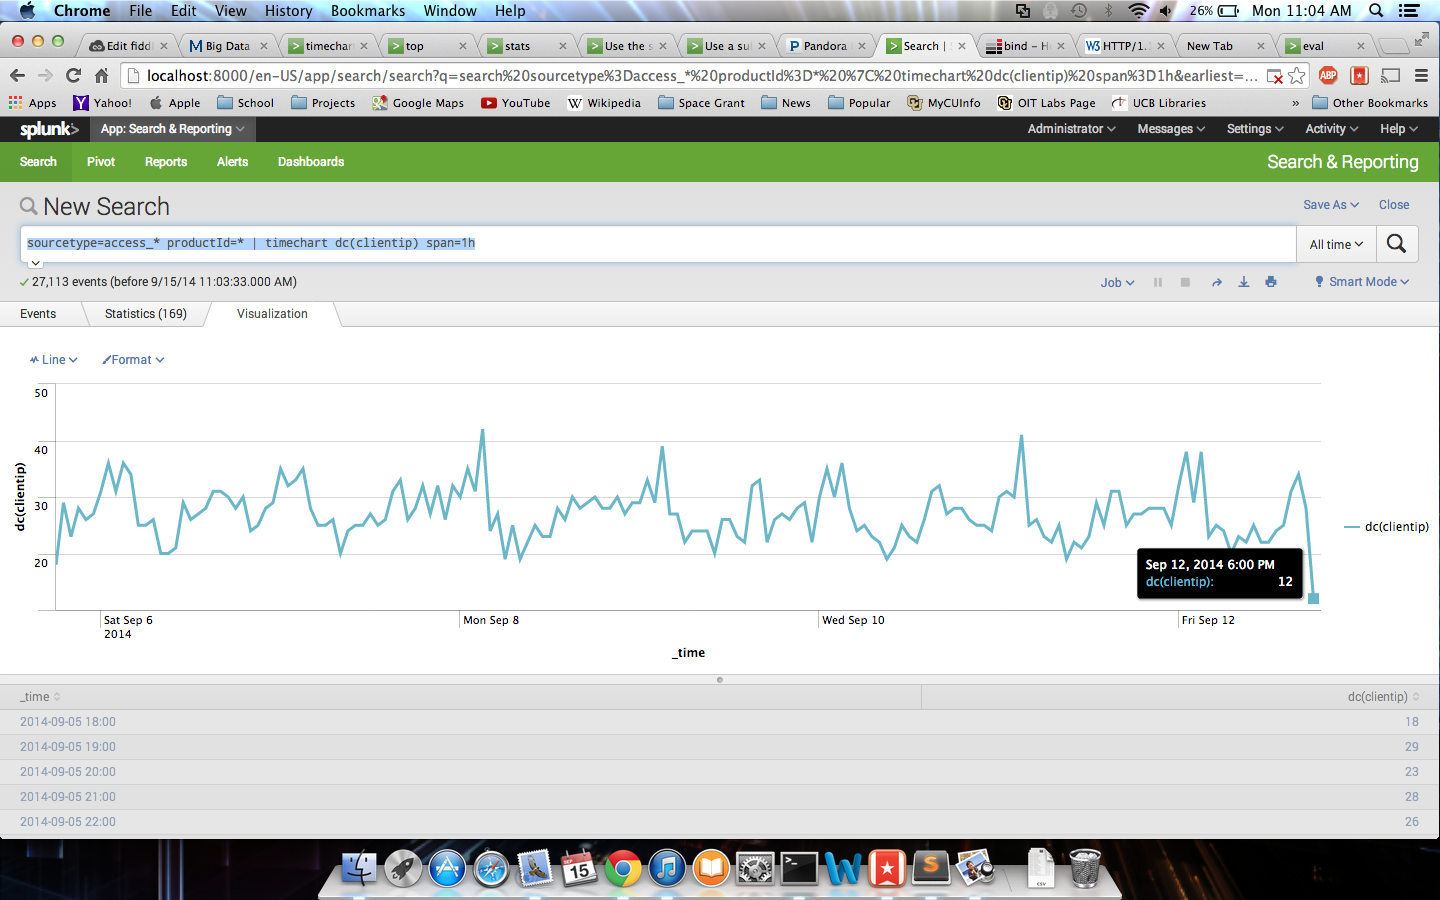 Chrome File Edit View History Bookmarks Window Help 26% Mon 11:04 AM
Edit fiddl Big Data timechar top stats Use the s Use a su Pandora Search | S bind – Ho HTTP/1. New Tab eval
localhost:8000/en-US/app/search/search?q=search%20sourcetype%3Daccess_*%20productId%3D*%20%7C%20timechart%20dc(clientip)%20span%3D1h&earliest=... ABP
Apps Yahoo! Apple School Projects Google Maps YouTube Wikipedia Space Grant News Popular MyCUInfo OIT Labs Page UCB Libraries » Other Bookmarks
splunk> App: Search & Reporting Administrator Messages Settings Activity Help
Search Pivot Reports Alerts Dashboards Search & Reporting
New Search Save As Close
sourcetype=access_* productId=* | timechart dc(clientip) span=1h All time
27,113 events (before 9/15/14 11:03:33.000 AM) Job Smart Mode
Events Statistics (169) Visualization
Line Format
50
40
30
20
dc(clientip)
dc(clientip)
Sep 12, 2014 6:00 PM
dc(clientip): 12
Sat Sep 6 Mon Sep 8 Wed Sep 10 Fri Sep 12
2014
_time
_time dc(clientip)
2014-09-05 18:00 18
2014-09-05 19:00 29
2014-09-05 20:00 23
2014-09-05 21:00 28
2014-09-05 22:00 26
SEP
15
CSV